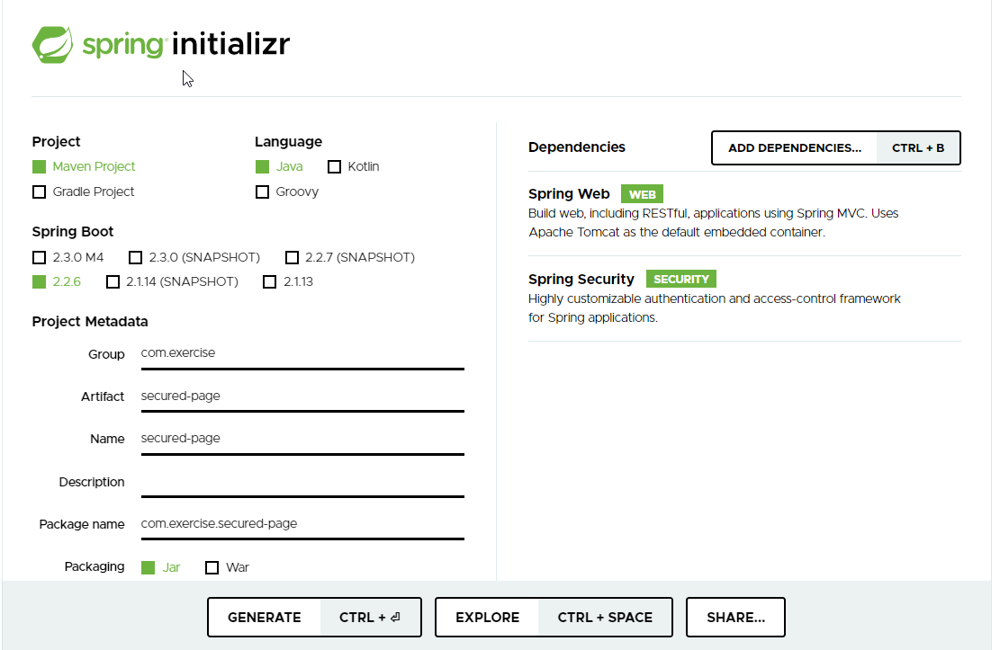 spring initializr
Project
Maven Project
Gradle Project
Language
Java Kotlin
Groovy
Spring Boot
2.3.0 M4 2.3.0 (SNAPSHOT) 2.2.7 (SNAPSHOT)
2.2.6 2.1.14 (SNAPSHOT) 2.1.13
Project Metadata
Group com.exercise
Artifact secured-page
Name secured-page
Description
Package name com.exercise.secured-page
Packaging Jar War
Dependencies
ADD DEPENDENCIES... CTRL + B
Spring Web WEB
Build web, including RESTful, applications using Spring MVC. Uses
Apache Tomcat as the default embedded container.
Spring Security SECURITY
Highly customizable authentication and access-control framework
for Spring applications.
GENERATE CTRL + ⏎ EXPLORE CTRL + SPACE SHARE...